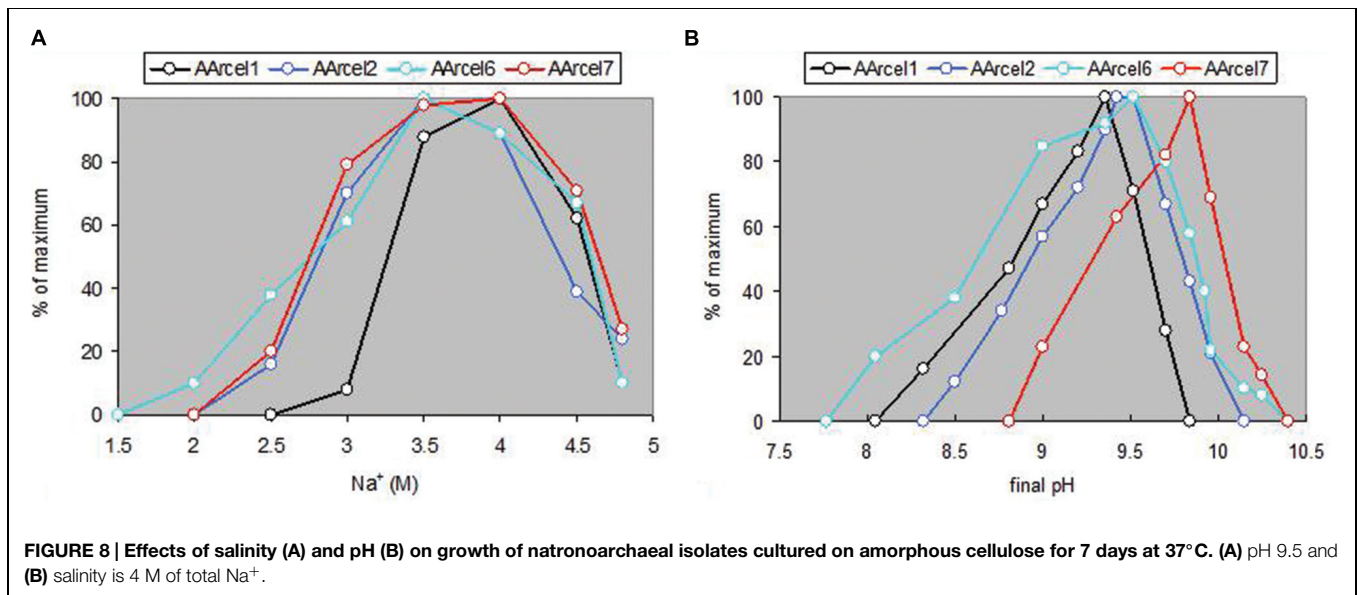 A
AArcel1 AArcel2 AArcel6 AArcel7
100
80
60
40
20
0
% of maximum
1.5 2 2.5 3 3.5 4 4.5 5
Na+ (M)
B
AArcel1 AArcel2 AArcel6 AArcel7
100
80
60
40
20
0
% of maximum
7.5 8 8.5 9 9.5 10 10.5
final pH
FIGURE 8 | Effects of salinity (A) and pH (B) on growth of natronoarchaeal isolates cultured on amorphous cellulose for 7 days at 37°C. (A) pH 9.5 and
(B) salinity is 4 M of total Na+.